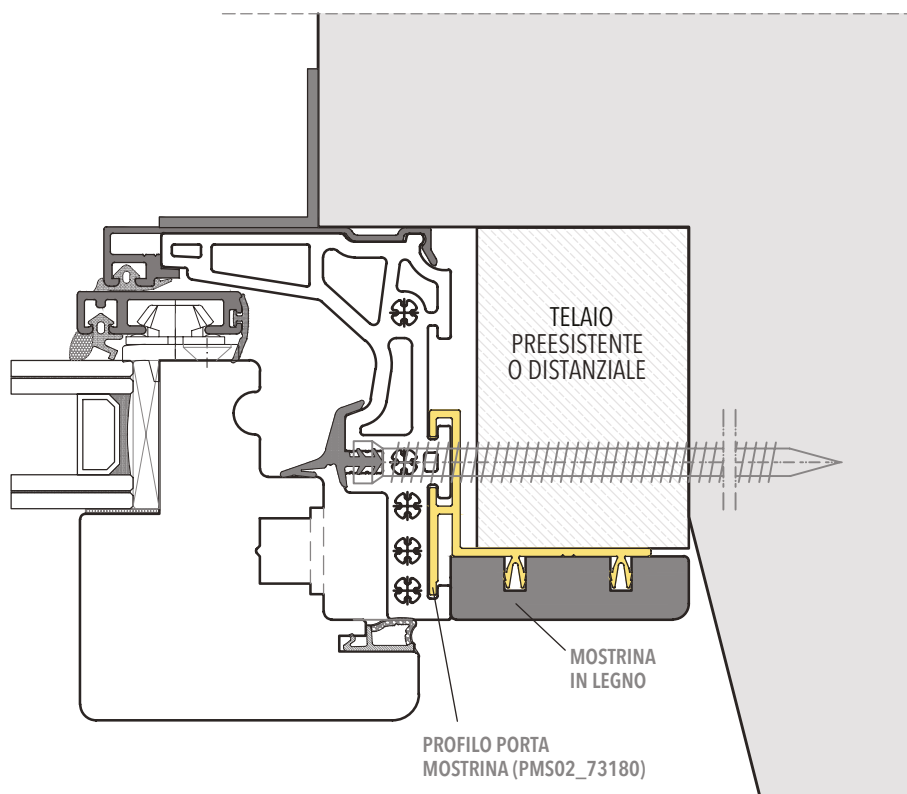 TELAIO
PREESISTENTE
O DISTANZIALE
MOSTRINA
IN LEGNO
PROFILO PORTA
MOSTRINA (PMS02_73180)